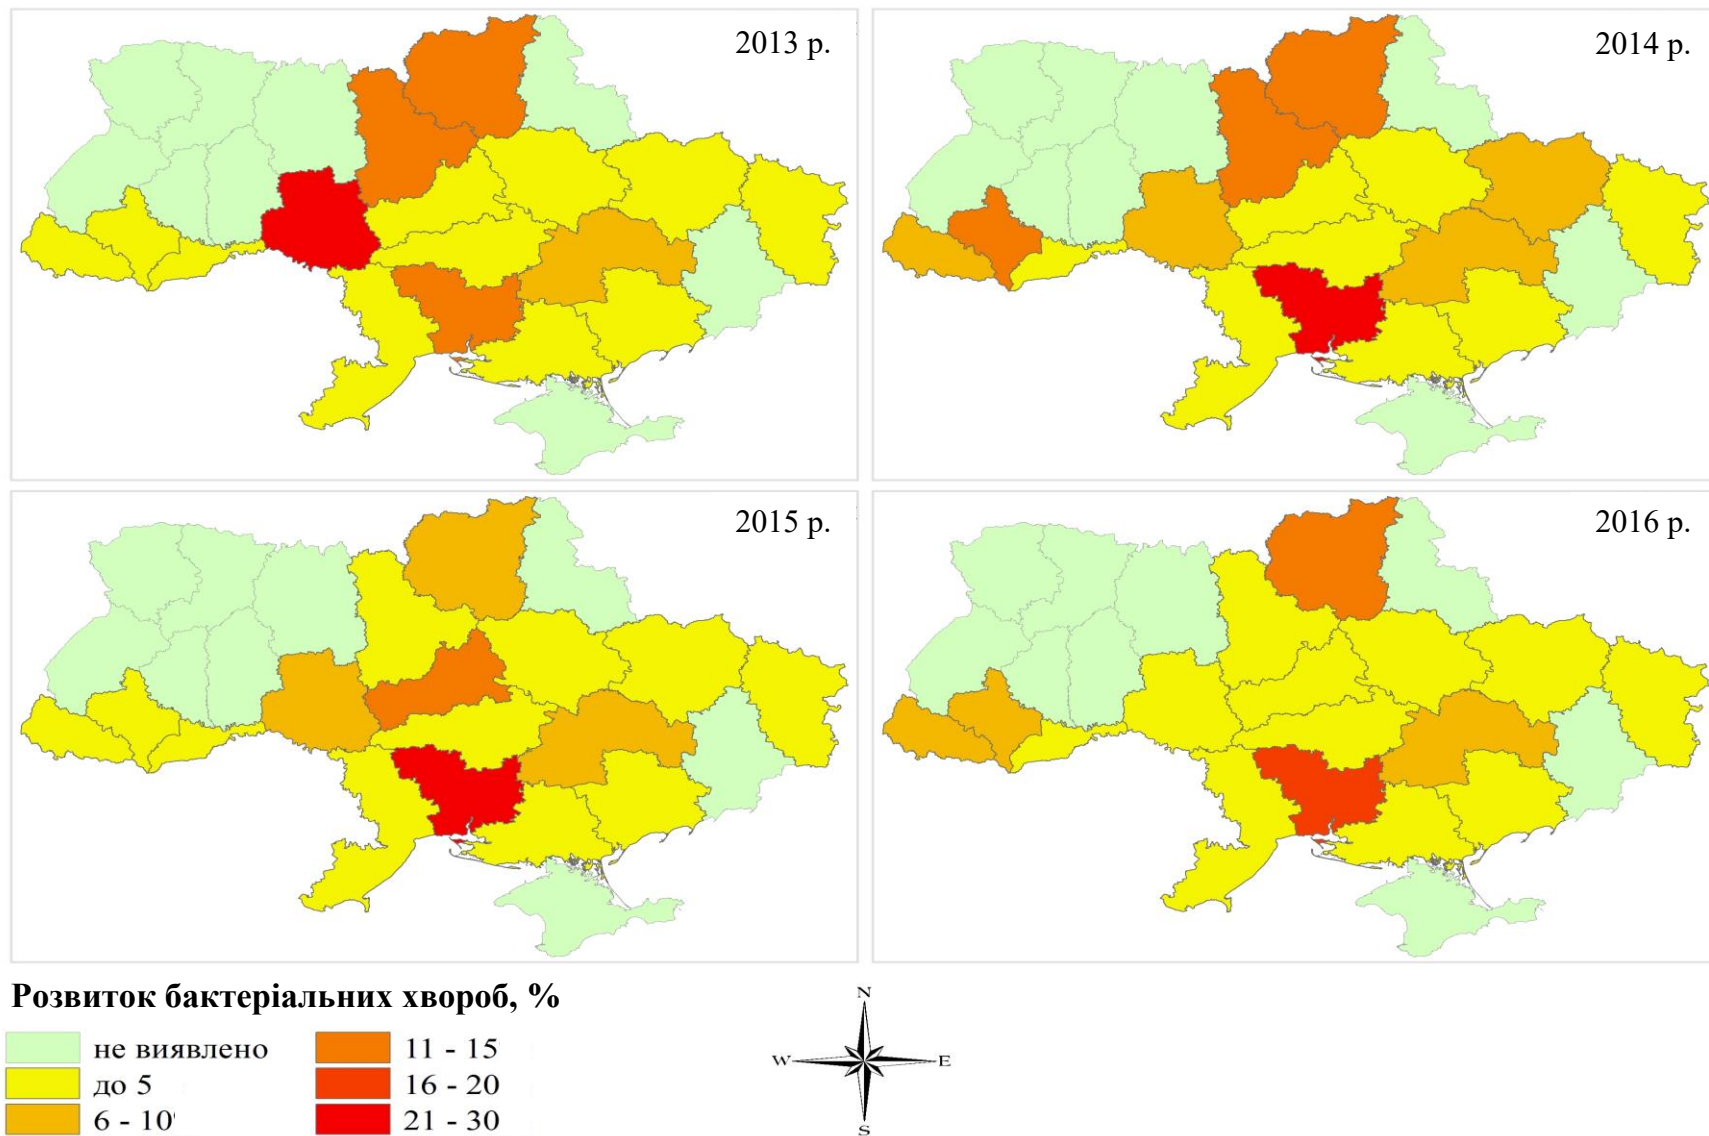 2013 р.
2014 р.
2015 р.
2016 р.
Розвиток бактеріальних хвороб, %
не виявлено
до 5
6 - 10
11 - 15
16 - 20
21 - 30
N
W
E
S